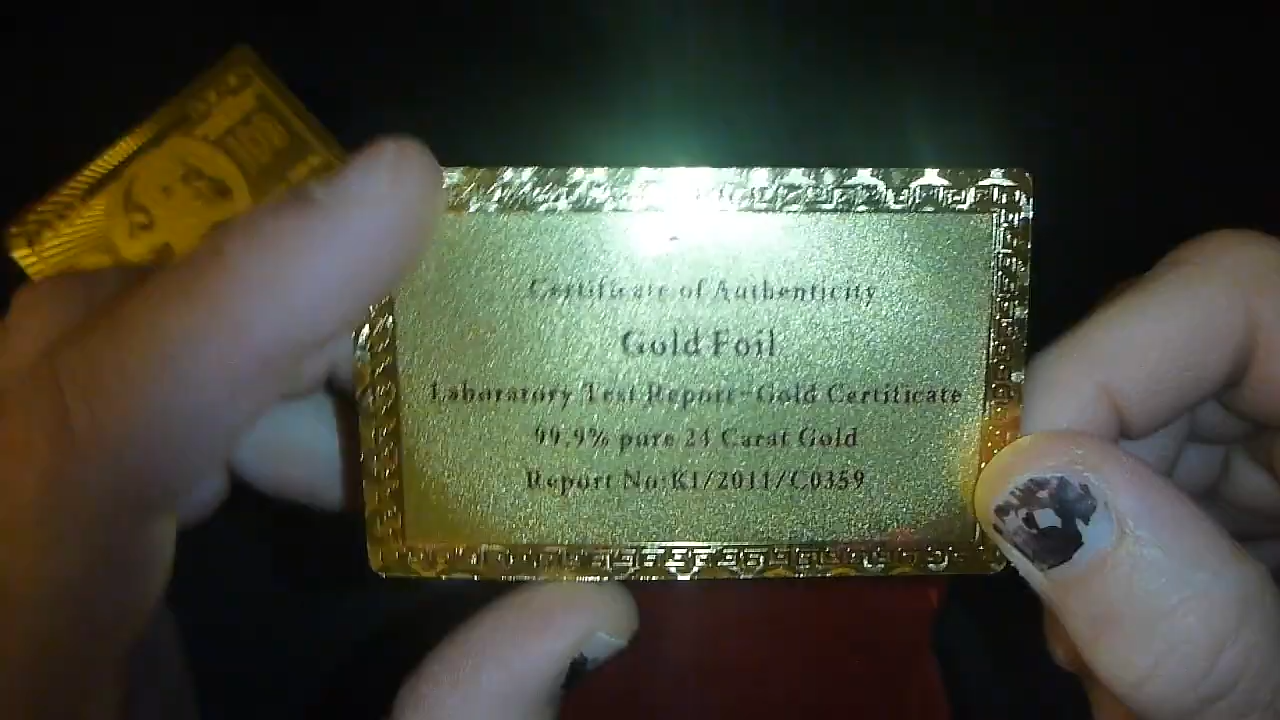 Certificate of Authenticity
Gold Foil
Laboratory Test Report-Gold Certificate
99.9% pure 24 Carat Gold
Report No:K1/2011/C0359
100